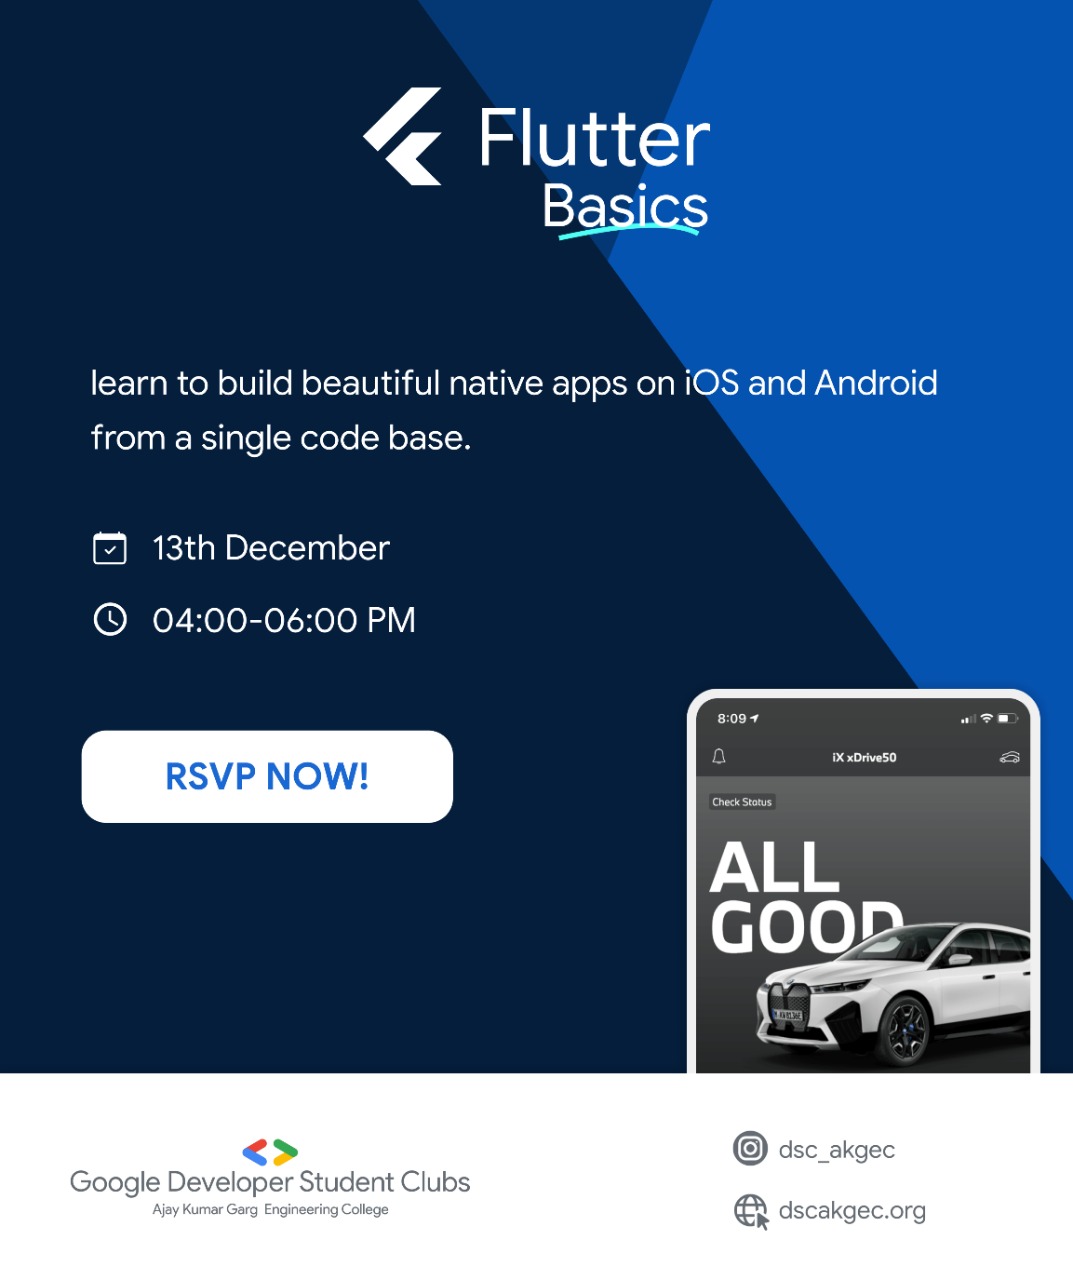 Flutter
Basics
learn to build beautiful native apps on iOS and Android
from a single code base.
13th December
04:00-06:00 PM
RSVP NOW!
8:09
iX xDrive50
Check Status
ALL
GOOD
Google Developer Student Clubs
Ajay Kumar Garg Engineering College
dsc_akgec
dscakgec.org